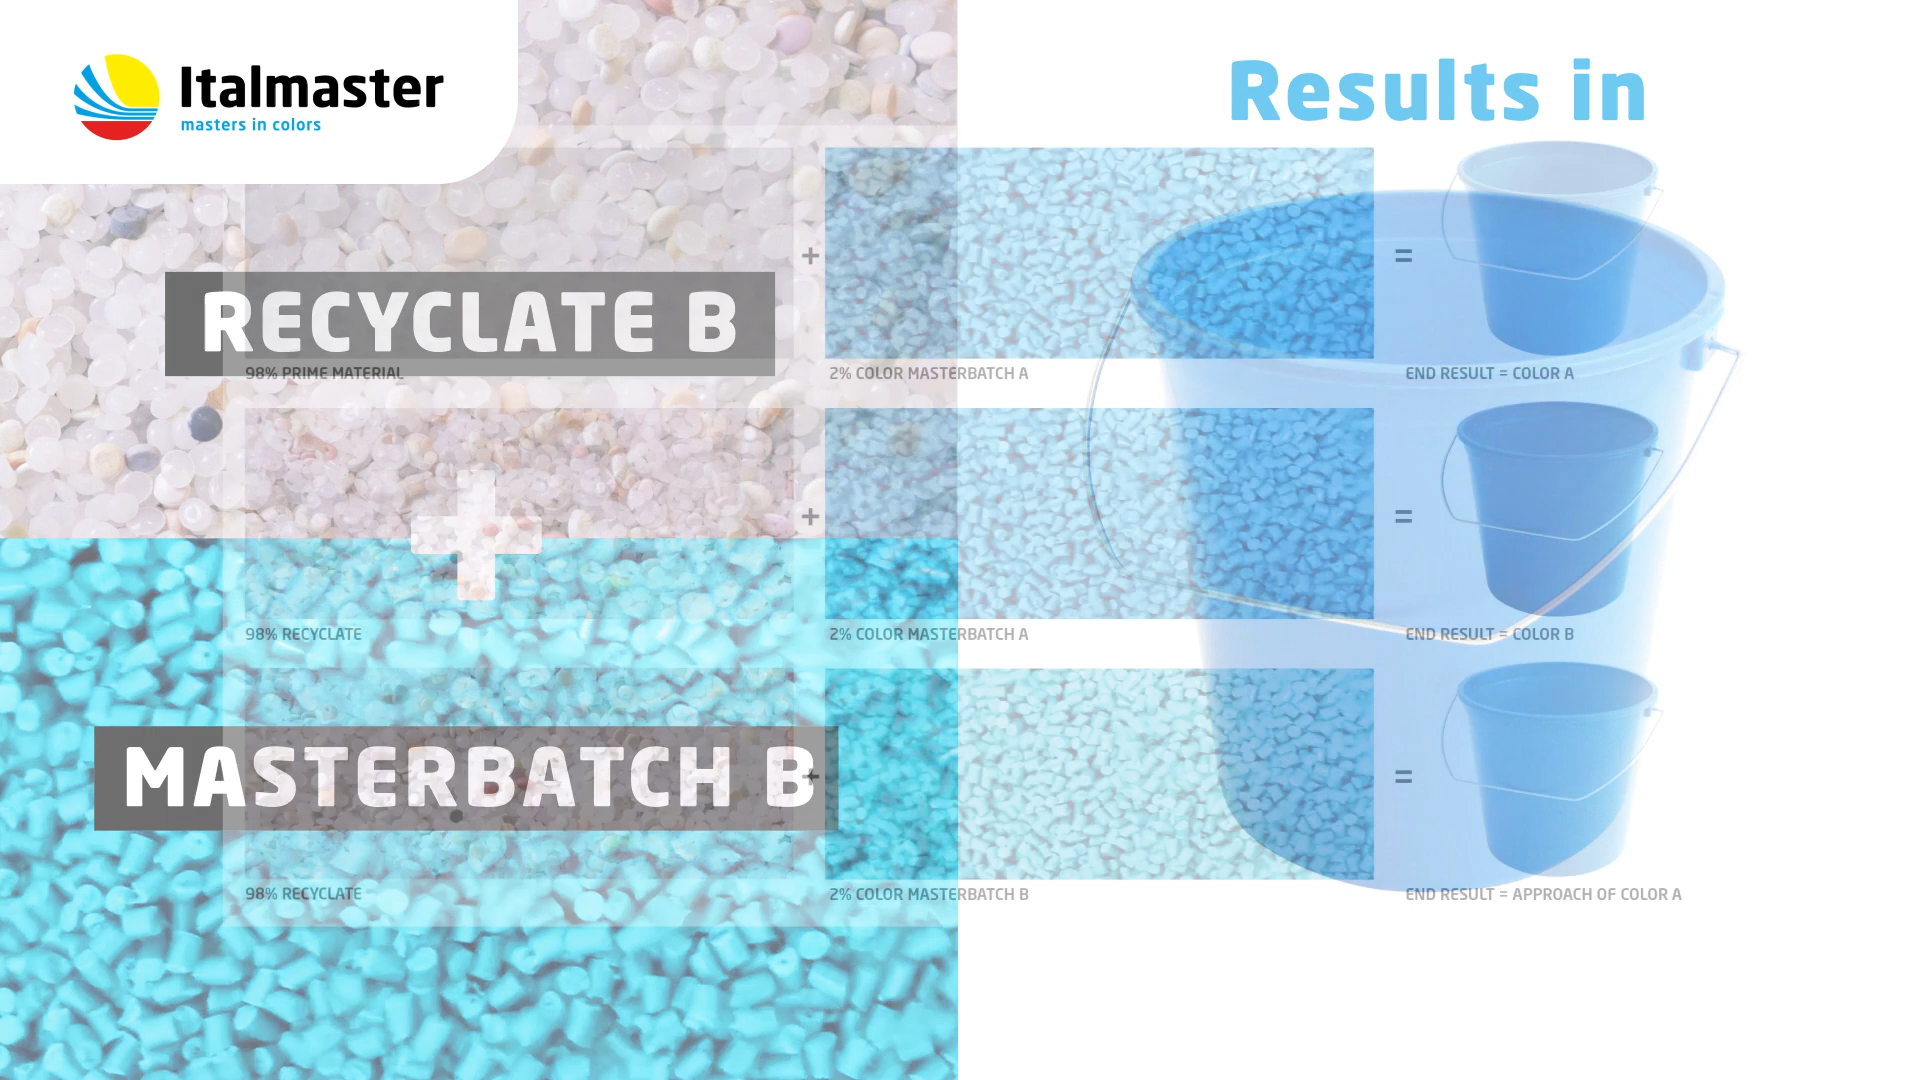 Italmaster
masters in colors
Results in
+
=
RECYCLATE B
98% PRIME MATERIAL
2% COLOR MASTERBATCH A
END RESULT = COLOR A
+
=
98% RECYCLATE
2% COLOR MASTERBATCH A
END RESULT = COLOR B
+
=
MASTERBATCH B
98% RECYCLATE
2% COLOR MASTERBATCH B
END RESULT = APPROACH OF COLOR A